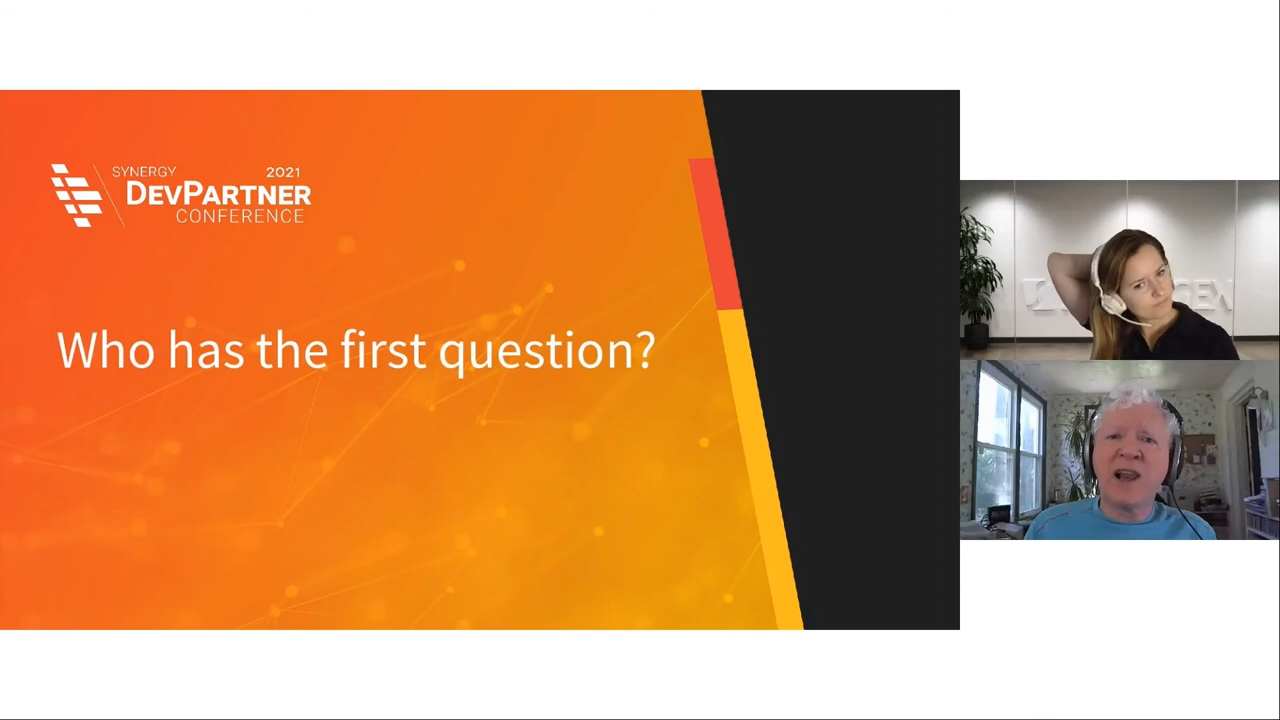 SYNERGY 2021
DEVPARTNER
CONFERENCE
Who has the first question?